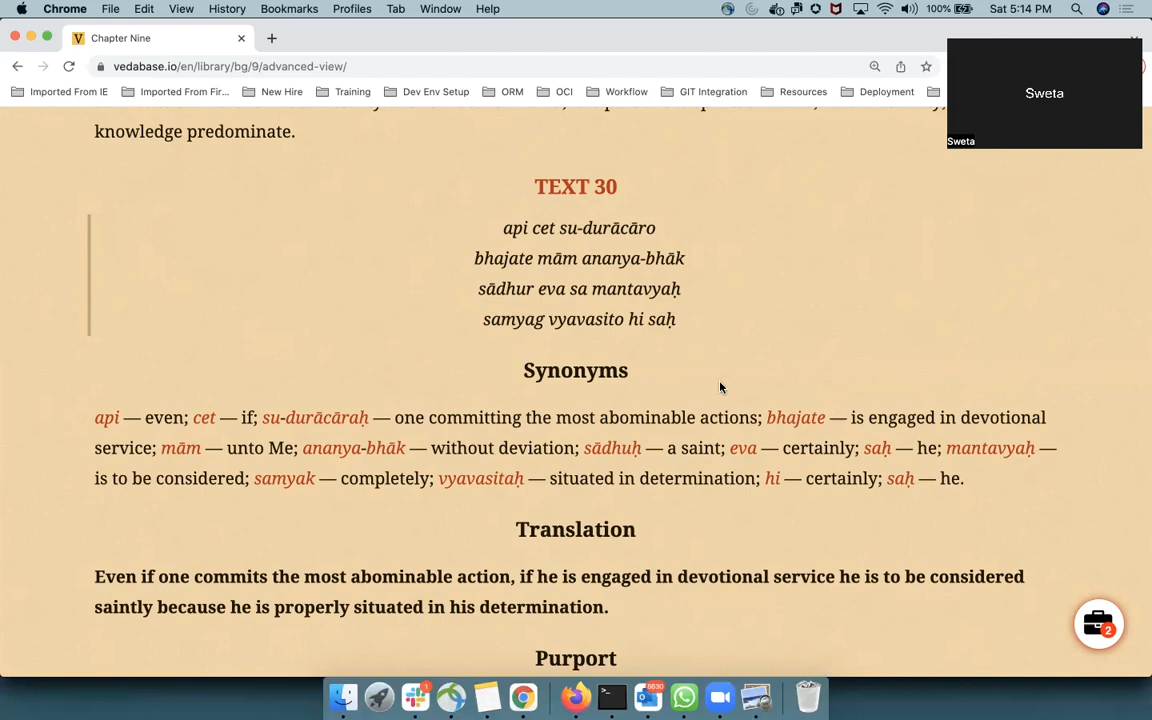 Chrome File Edit View History Bookmarks Profiles Tab Window Help 100% Sat 5:14 PM
Chapter Nine
vedabase.io/en/library/bg/9/advanced-view/
Imported From IE Imported From Fir... New Hire Training Dev Env Setup ORM OCI Workflow GIT Integration Resources Deployment
Sweta
Sweta
knowledge predominate.
TEXT 30
api cet su-durācāro
bhajate mām ananya-bhāk
sādhur eva sa mantavyaḥ
samyag vyavasito hi saḥ
Synonyms
api — even; cet — if; su-durācāraḥ — one committing the most abominable actions; bhajate — is engaged in devotional
service; mām — unto Me; ananya-bhāk — without deviation; sādhuḥ — a saint; eva — certainly; saḥ — he; mantavyaḥ —
is to be considered; samyak — completely; vyavasitaḥ — situated in determination; hi — certainly; saḥ — he.
Translation
Even if one commits the most abominable action, if he is engaged in devotional service he is to be considered
saintly because he is properly situated in his determination.
2
Purport
1
6630